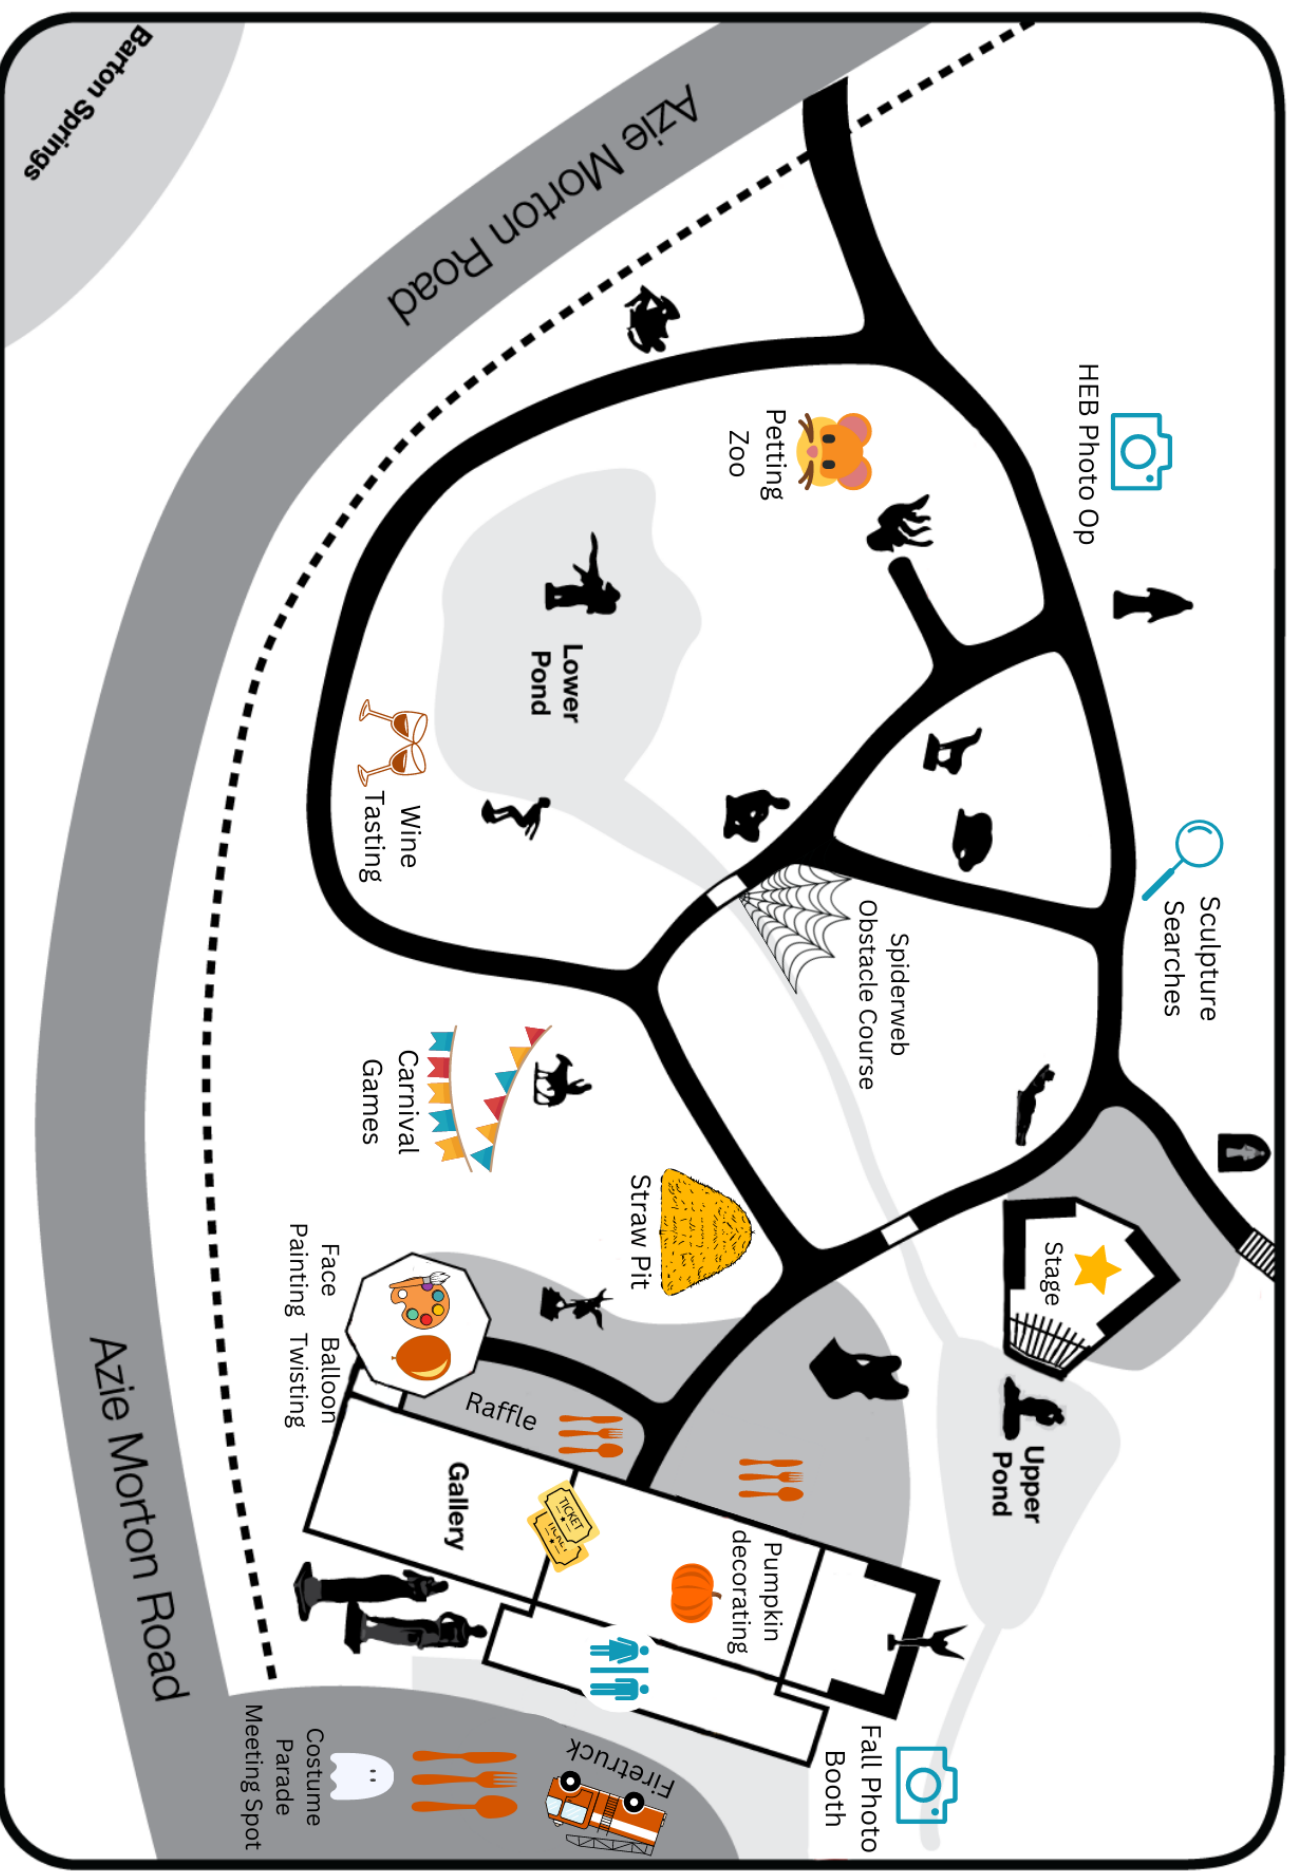 Sculpture
Searches
HEB Photo Op
Stage
Upper
Pond
Fall Photo
Booth
Spiderweb
Obstacle Course
Petting
Zoo
Pumpkin
decorating
Straw Pit
Firetruck
Lower
Pond
TICKET
Raffle
Gallery
Wine
Tasting
Carnival
Games
Face
Painting
Balloon
Twisting
Costume
Parade
Meeting Spot
Azie Morton Road
Azie Morton Road
Barton Springs